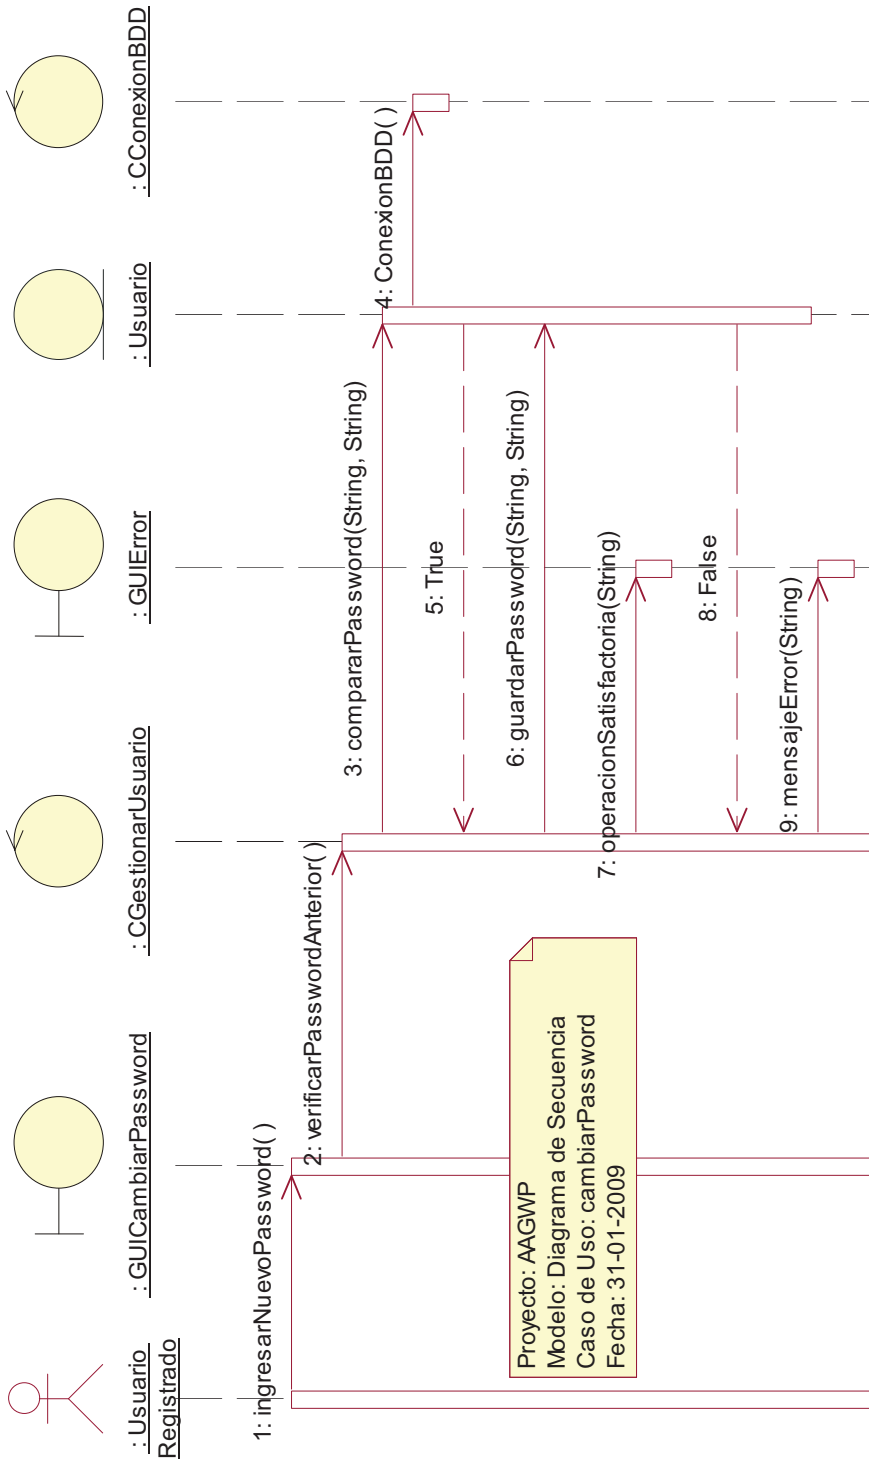 : Usuario
Registrado
: GUICambiarPassword
: CGestionarUsuario
: GUIError
: Usuario
: CConexionBDD
1: ingresarNuevoPassword( )
2: verificarPasswordAnterior( )
3: compararPassword(String, String)
4: ConexionBDD( )
5: True
6: guardarPassword(String, String)
7: operacionSatisfactoria(String)
8: False
9: mensajeError(String)
Proyecto: AAGWP
Modelo: Diagrama de Secuencia
Caso de Uso: cambiarPassword
Fecha: 31-01-2009